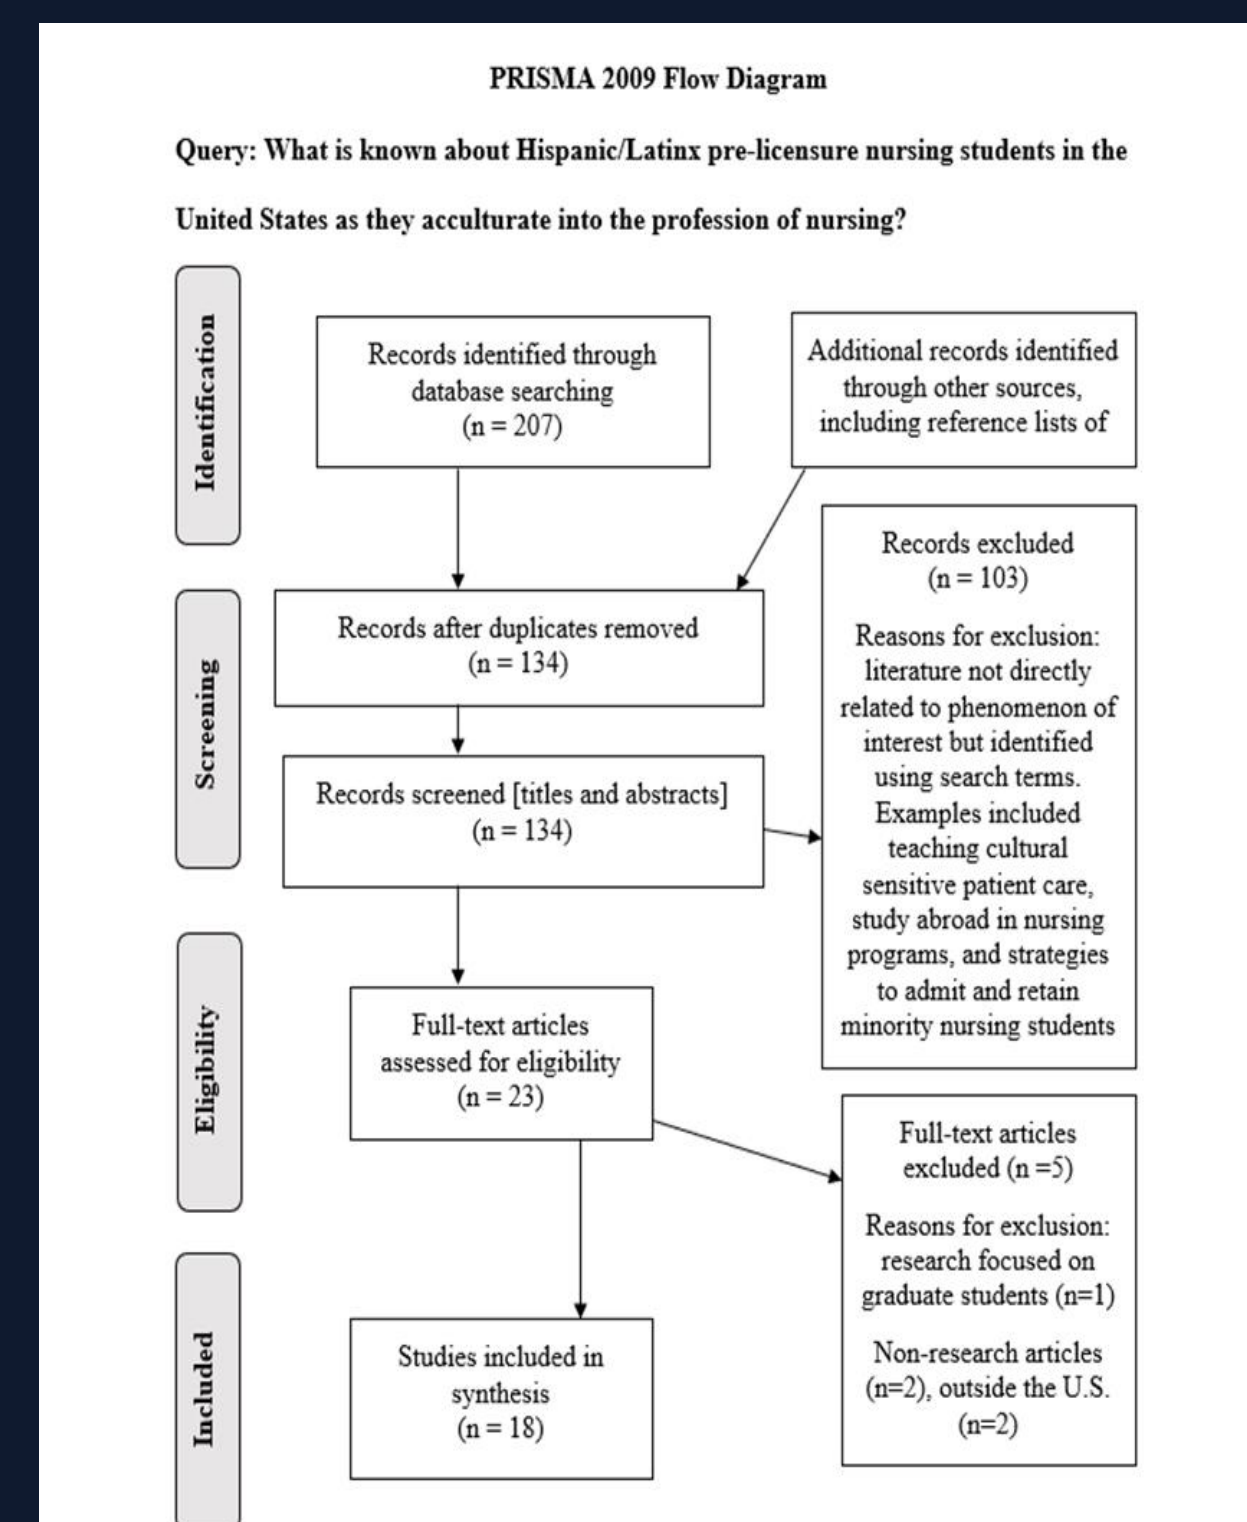 PRISMA 2009 Flow Diagram
Query: What is known about Hispanic/Latinx pre-licensure nursing students in the
United States as they acculturate into the profession of nursing?
Identification
Records identified through
database searching
(n = 207)
Additional records identified
through other sources,
including reference lists of
Screening
Records after duplicates removed
(n = 134)
Records screened [titles and abstracts]
(n = 134)
Records excluded
(n = 103)
Reasons for exclusion:
literature not directly
related to phenomenon of
interest but identified
using search terms.
Examples included
teaching cultural
sensitive patient care,
study abroad in nursing
programs, and strategies
to admit and retain
minority nursing students
Eligibility
Full-text articles
assessed for eligibility
(n = 23)
Full-text articles
excluded (n =5)
Reasons for exclusion:
research focused on
graduate students (n=1)
Non-research articles
(n=2), outside the U.S.
(n=2)
Included
Studies included in
synthesis
(n = 18)